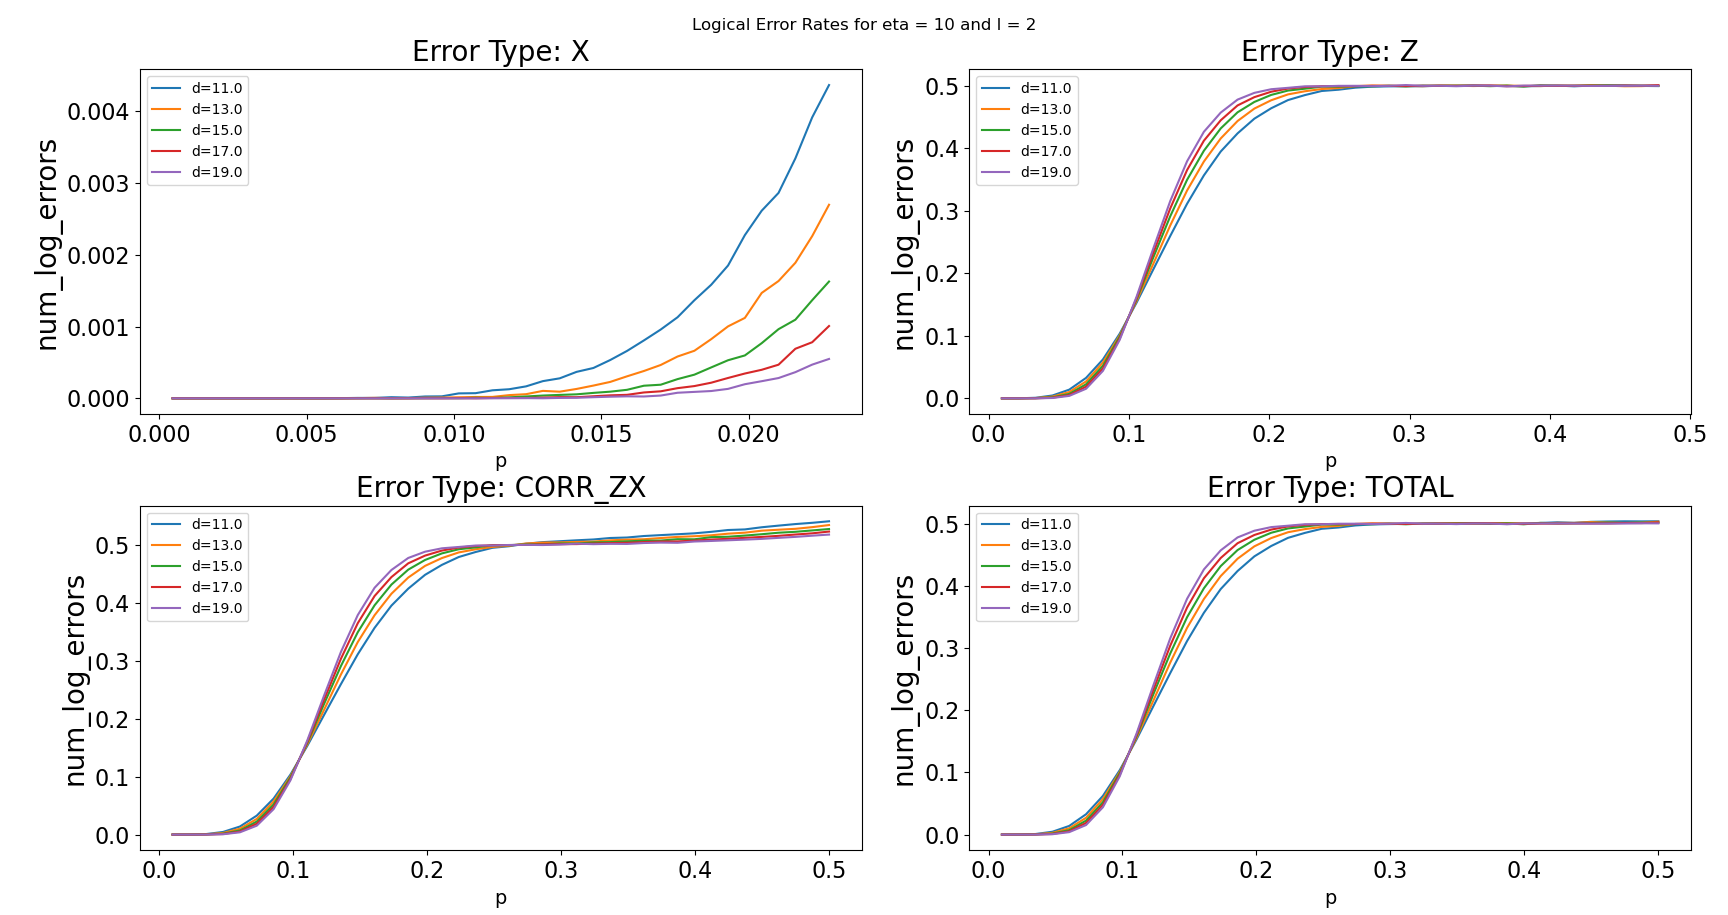 Logical Error Rates for eta = 10 and l = 2
Error Type: X
num_log_errors
0.004
0.003
0.002
0.001
0.000
d=11.0
d=13.0
d=15.0
d=17.0
d=19.0
0.000 0.005 0.010 0.015 0.020
p
Error Type: Z
num_log_errors
0.5
0.4
0.3
0.2
0.1
0.0
d=11.0
d=13.0
d=15.0
d=17.0
d=19.0
0.0 0.1 0.2 0.3 0.4 0.5
p
Error Type: CORR_ZX
num_log_errors
0.5
0.4
0.3
0.2
0.1
0.0
d=11.0
d=13.0
d=15.0
d=17.0
d=19.0
0.0 0.1 0.2 0.3 0.4 0.5
p
Error Type: TOTAL
num_log_errors
0.5
0.4
0.3
0.2
0.1
0.0
d=11.0
d=13.0
d=15.0
d=17.0
d=19.0
0.0 0.1 0.2 0.3 0.4 0.5
p